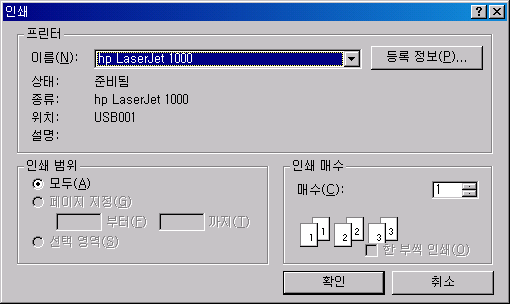 인쇄
프린터
이름(N): hp LaserJet 1000 등록 정보(P)...
상태: 준비됨
종류: hp LaserJet 1000
위치: USB001
설명:
인쇄 범위
모두(A)
페이지 지정(G)
부터(F) 까지(T)
선택 영역(S)
인쇄 매수
매수(C): 1
1 1 2 2 3 3
한 부씩 인쇄(O)
확인 취소